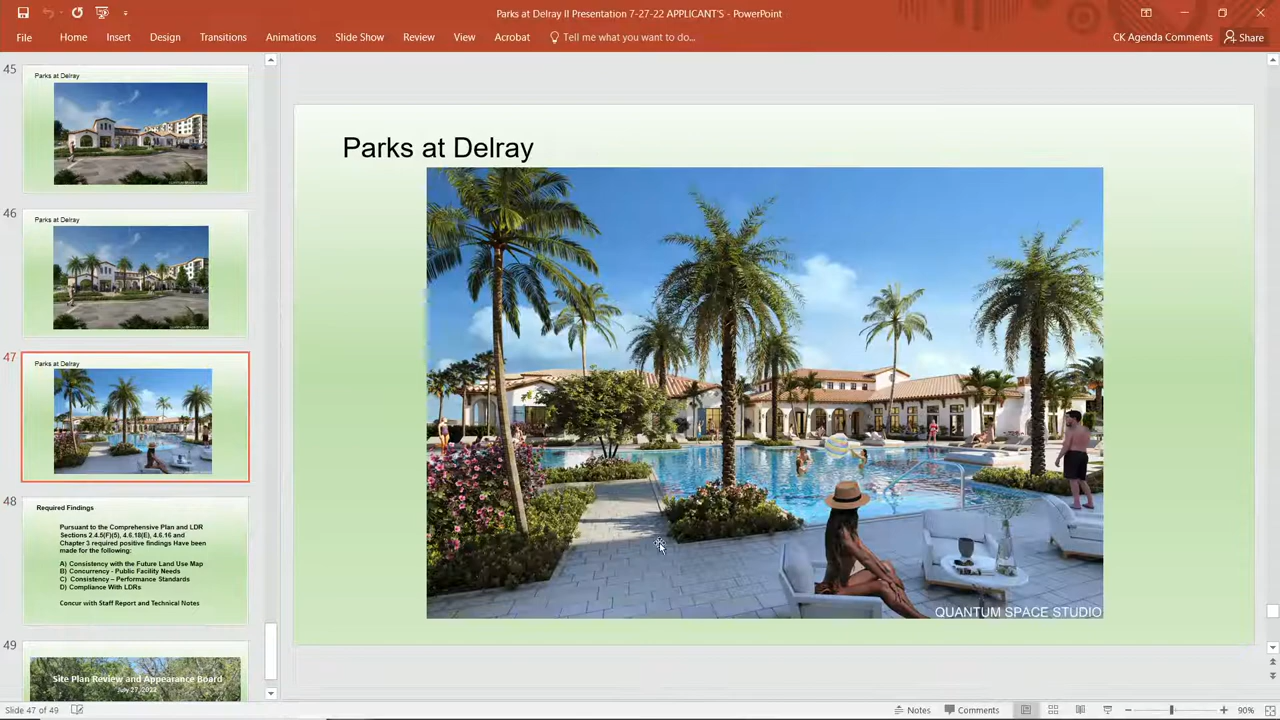 Parks at Delray II Presentation 7-27-22 APPLICANT'S - PowerPoint
File Home Insert Design Transitions Animations Slide Show Review View Acrobat Tell me what you want to do... CK Agenda Comments Share
45
Parks at Delray
46
Parks at Delray
47
Parks at Delray
48
Required Findings
Pursuant to the Comprehensive Plan and LDR
Sections 2.4.5(F)(5), 4.6.18(E), 4.6.16 and
Chapter 3 required positive findings Have been
made for the following:
A) Consistency with the Future Land Use Map
B) Concurrency - Public Facility Needs
C) Consistency – Performance Standards
D) Compliance With LDRs
Concur with Staff Report and Technical Notes
49
Site Plan Review and Appearance Board
July 27, 2022
Parks at Delray
QUANTUM SPACE STUDIO
Slide 47 of 49 Notes Comments 90%